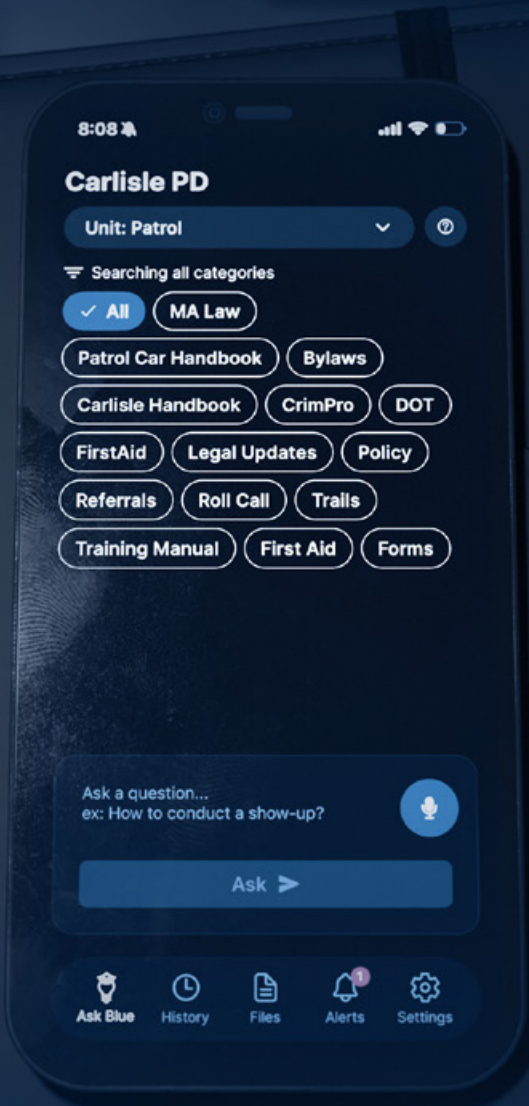 8:08
Carlisle PD
Unit: Patrol
Searching all categories
All MA Law
Patrol Car Handbook Bylaws
Carlisle Handbook CrimPro DOT
FirstAid Legal Updates Policy
Referrals Roll Call Trails
Training Manual First Aid Forms
Ask a question...
ex: How to conduct a show-up?
Ask
1
Ask Blue History Files Alerts Settings